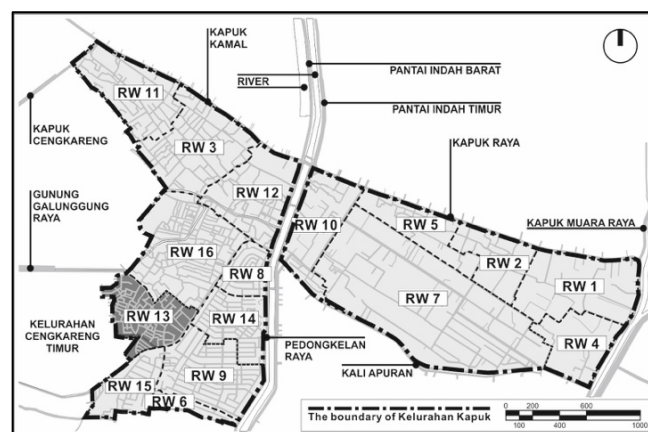 KAPUK
KAMAL
RIVER
PANTAI INDAH BARAT
PANTAI INDAH TIMUR
RW 11
KAPUK
CENGKARENG
RW 3
KAPUK RAYA
GUNUNG
GALUNGGUNG
RAYA
RW 12
RW 10
RW 5
KAPUK MUARA RAYA
RW 16
RW 8
RW 2
RW 1
RW 7
RW 13
RW 14
KELURAHAN
CENGKARENG
TIMUR
PEDONGKELAN
RAYA
RW 4
KALI APURAN
RW 15
RW 9
RW 6
The boundary of Kelurahan Kapuk
0 200 600
100 400 1000